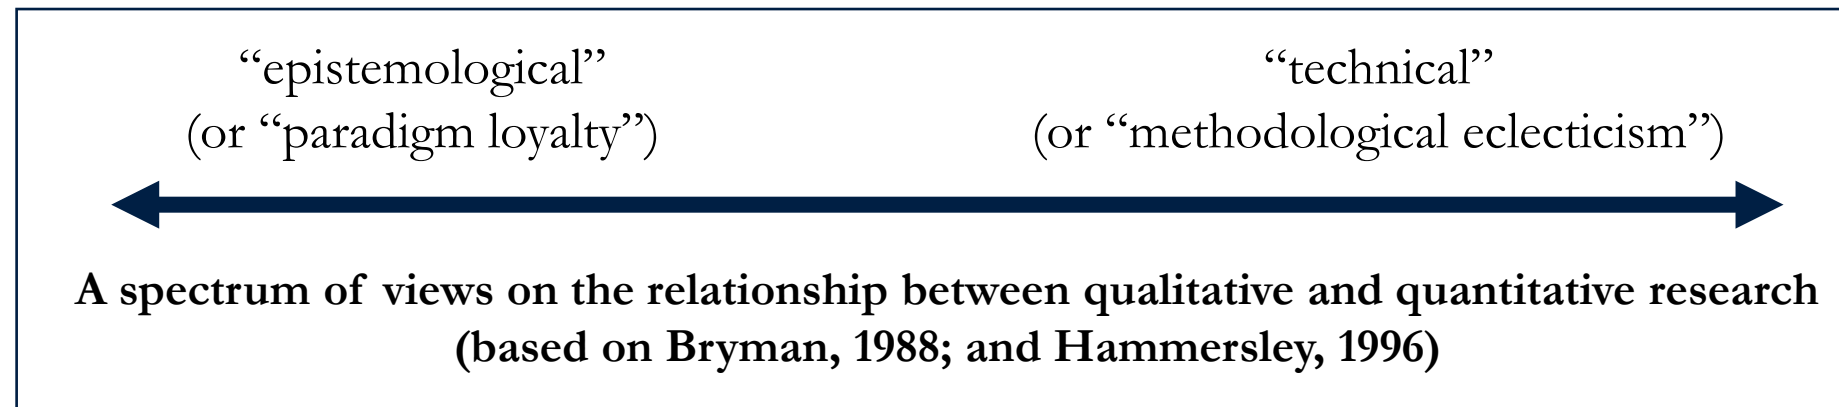 “epistemological”
(or “paradigm loyalty”)
“technical”
(or “methodological eclecticism”)
A spectrum of views on the relationship between qualitative and quantitative research
(based on Bryman, 1988; and Hammersley, 1996)